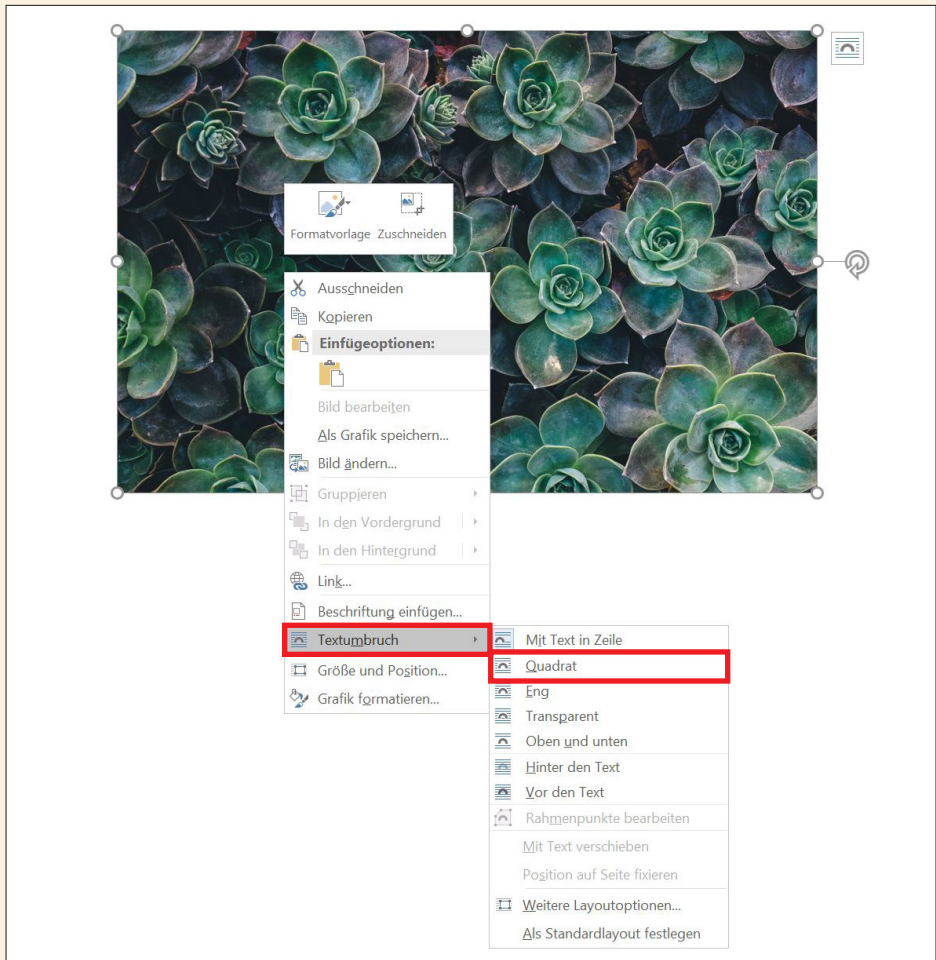 Formatvorlage Zuschneiden
Ausschneiden
Kopieren
Einfügeoptionen:
Bild bearbeiten
Als Grafik speichern...
Bild ändern...
Gruppieren
In den Vordergrund
In den Hintergrund
Link...
Beschriftung einfügen...
Textumbruch
Größe und Position...
Grafik formatieren...
Mit Text in Zeile
Quadrat
Eng
Transparent
Oben und unten
Hinter den Text
Vor den Text
Rahmenpunkte bearbeiten
Mit Text verschieben
Position auf Seite fixieren
Weitere Layoutoptionen...
Als Standardlayout festlegen